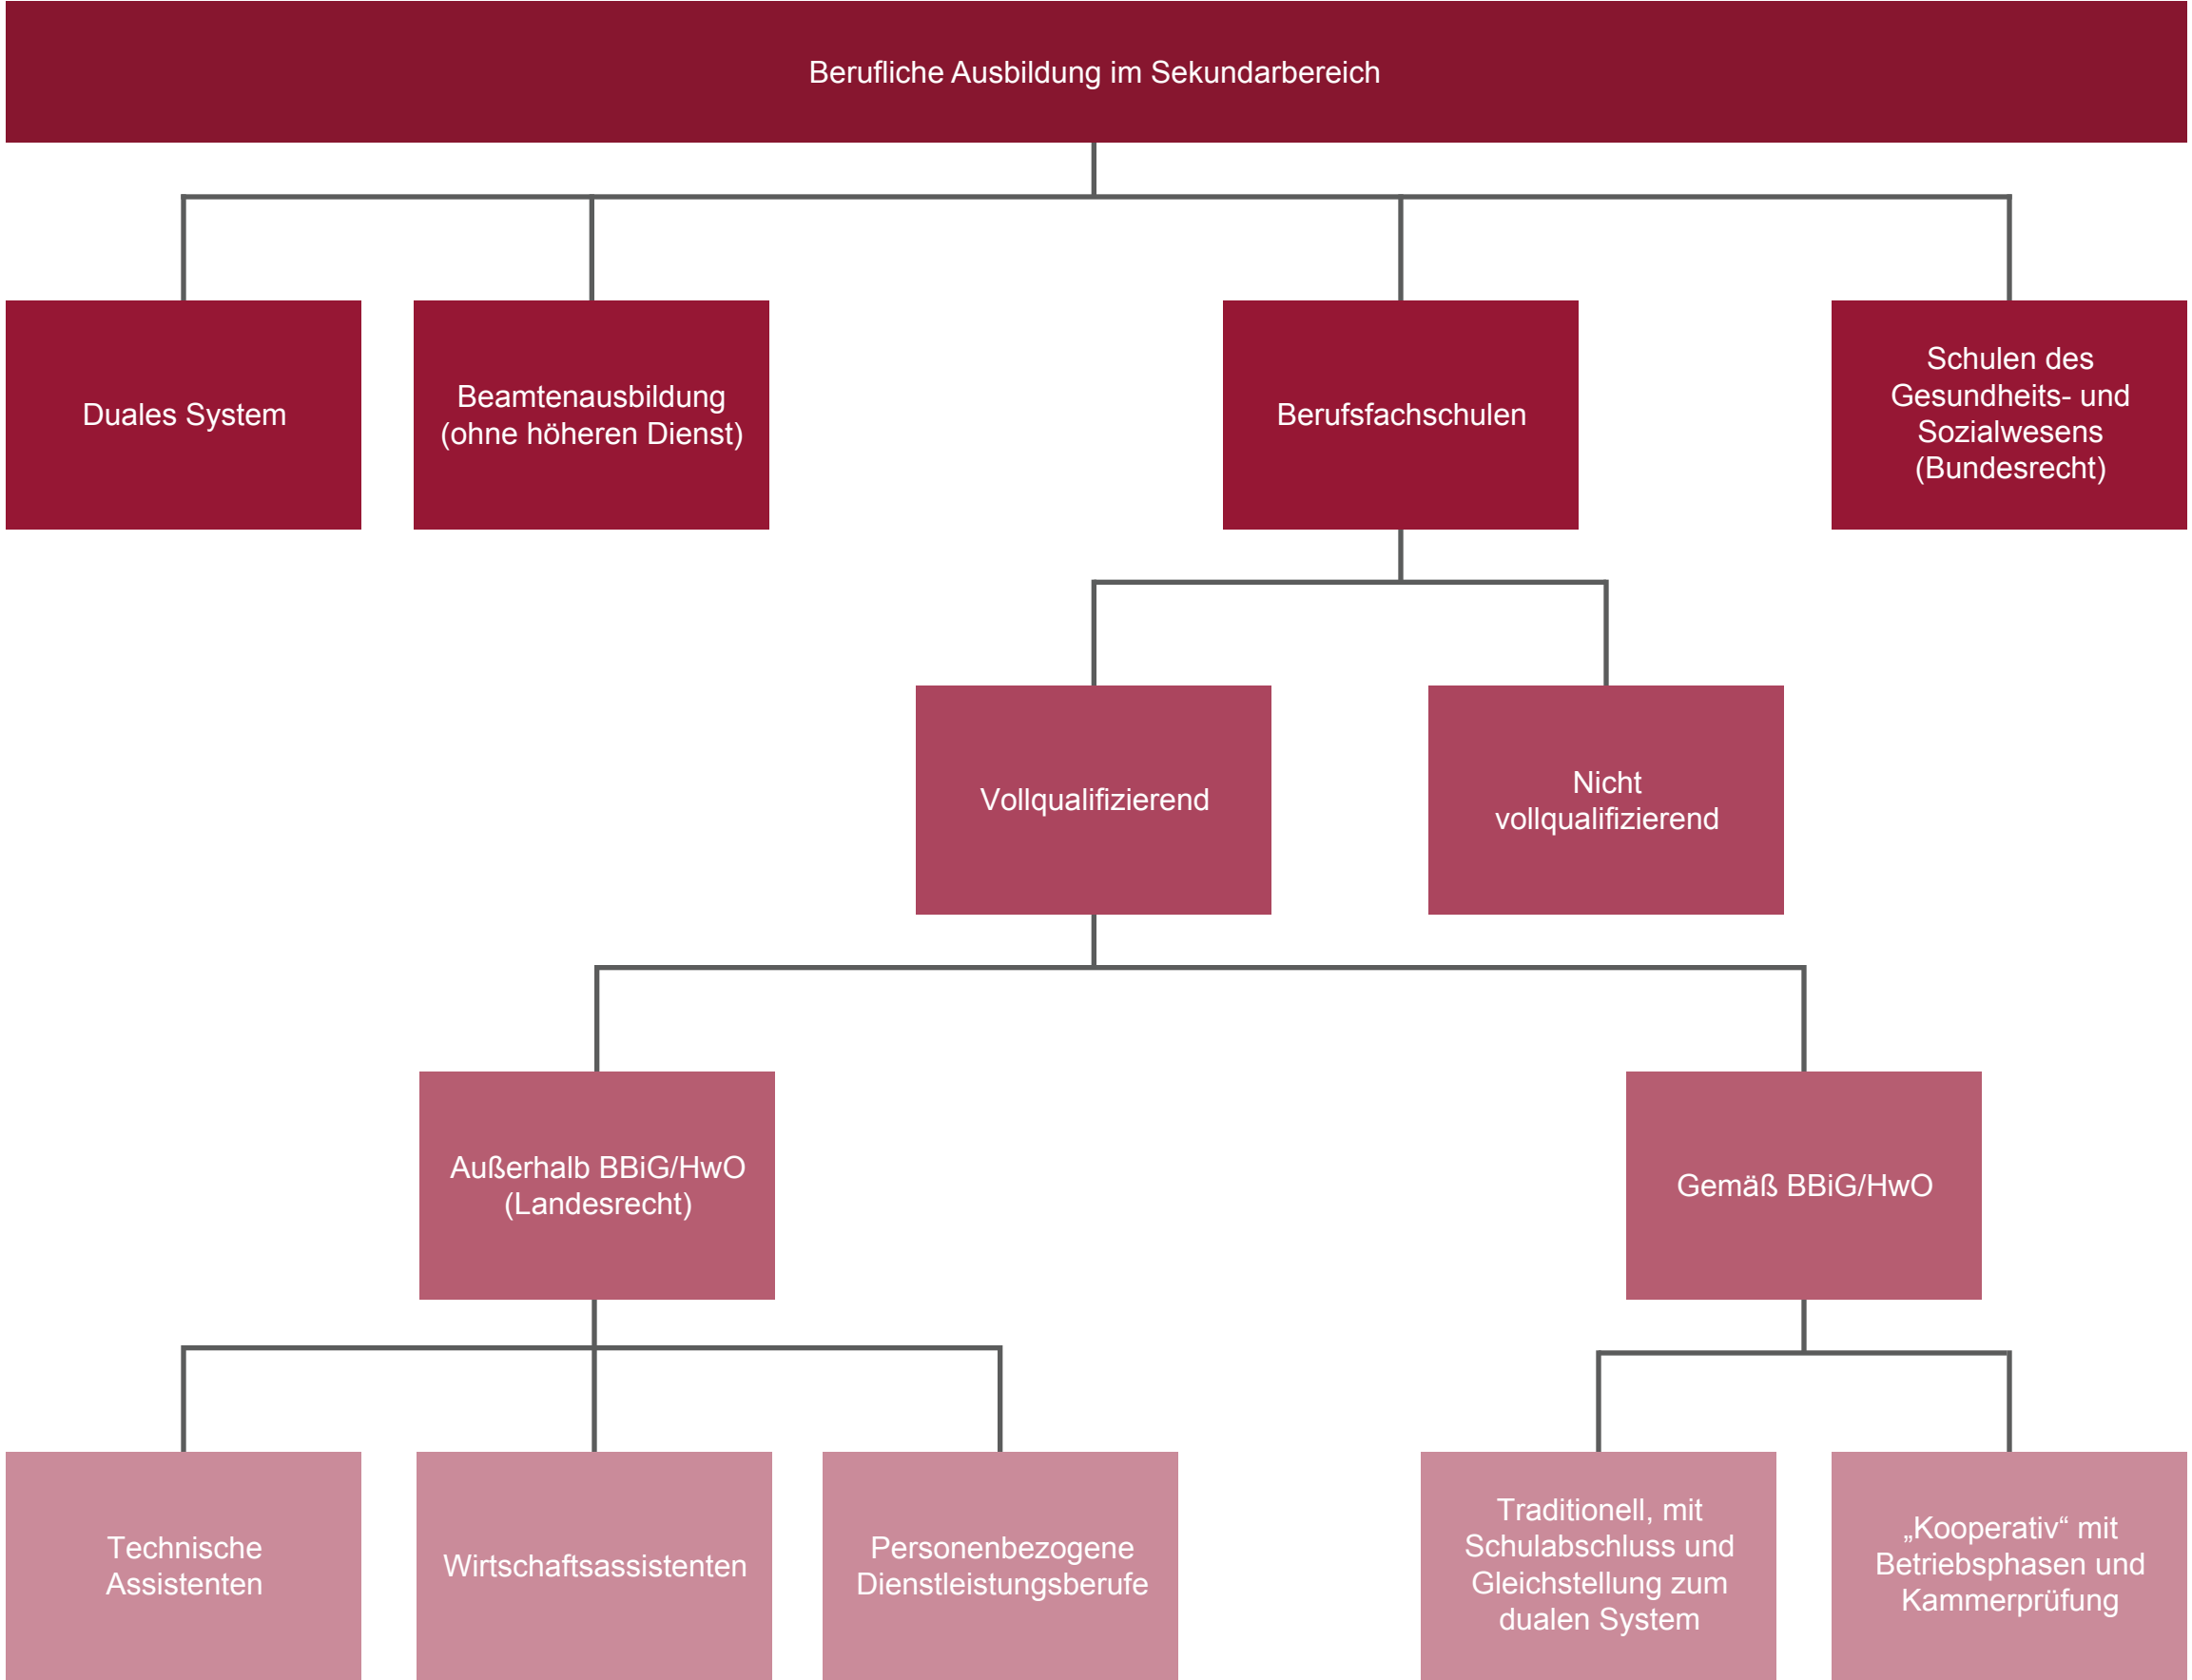 Berufliche Ausbildung im Sekundarbereich
Duales System
Beamtenausbildung
(ohne höheren Dienst)
Berufsfachschulen
Schulen des
Gesundheits- und
Sozialwesens
(Bundesrecht)
Vollqualifizierend
Nicht
vollqualifizierend
Außerhalb BBiG/HwO
(Landesrecht)
Gemäß BBiG/HwO
Technische
Assistenten
Wirtschaftsassistenten
Personenbezogene
Dienstleistungsberufe
Traditionell, mit
Schulabschluss und
Gleichstellung zum
dualen System
„Kooperativ“ mit
Betriebsphasen und
Kammerprüfung